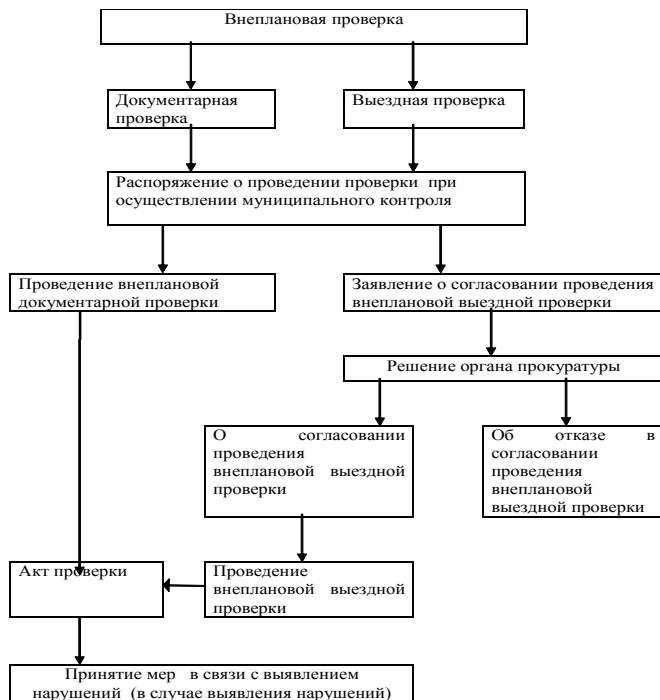 Внеплановая проверка
Документарная
проверка
Выездная проверка
Распоряжение о проведении проверки при
осуществлении муниципального контроля
Проведение внеплановой
документарной проверки
Заявление о согласовании проведения
внеплановой выездной проверки
Решение органа прокуратуры
О согласовании
проведения
внеплановой выездной
проверки
Об отказе в
согласовании
проведения
внеплановой
выездной проверки
Акт проверки
Проведение
внеплановой выездной
проверки
Принятие мер в связи с выявлением
нарушений (в случае выявления нарушений)